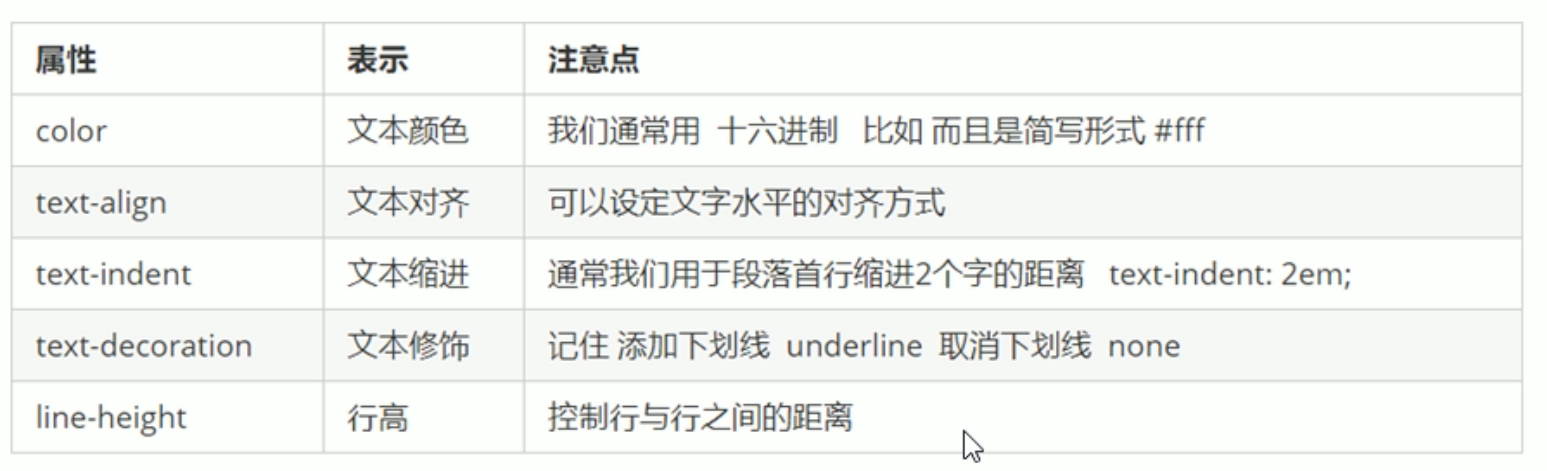 属性 表示 注意点
color 文本颜色 我们通常用 十六进制 比如 而且是简写形式 #fff
text-align 文本对齐 可以设定文字水平的对齐方式
text-indent 文本缩进 通常我们用于段落首行缩进2个字的距离 text-indent: 2em;
text-decoration 文本修饰 记住 添加下划线 underline 取消下划线 none
line-height 行高 控制行与行之间的距离